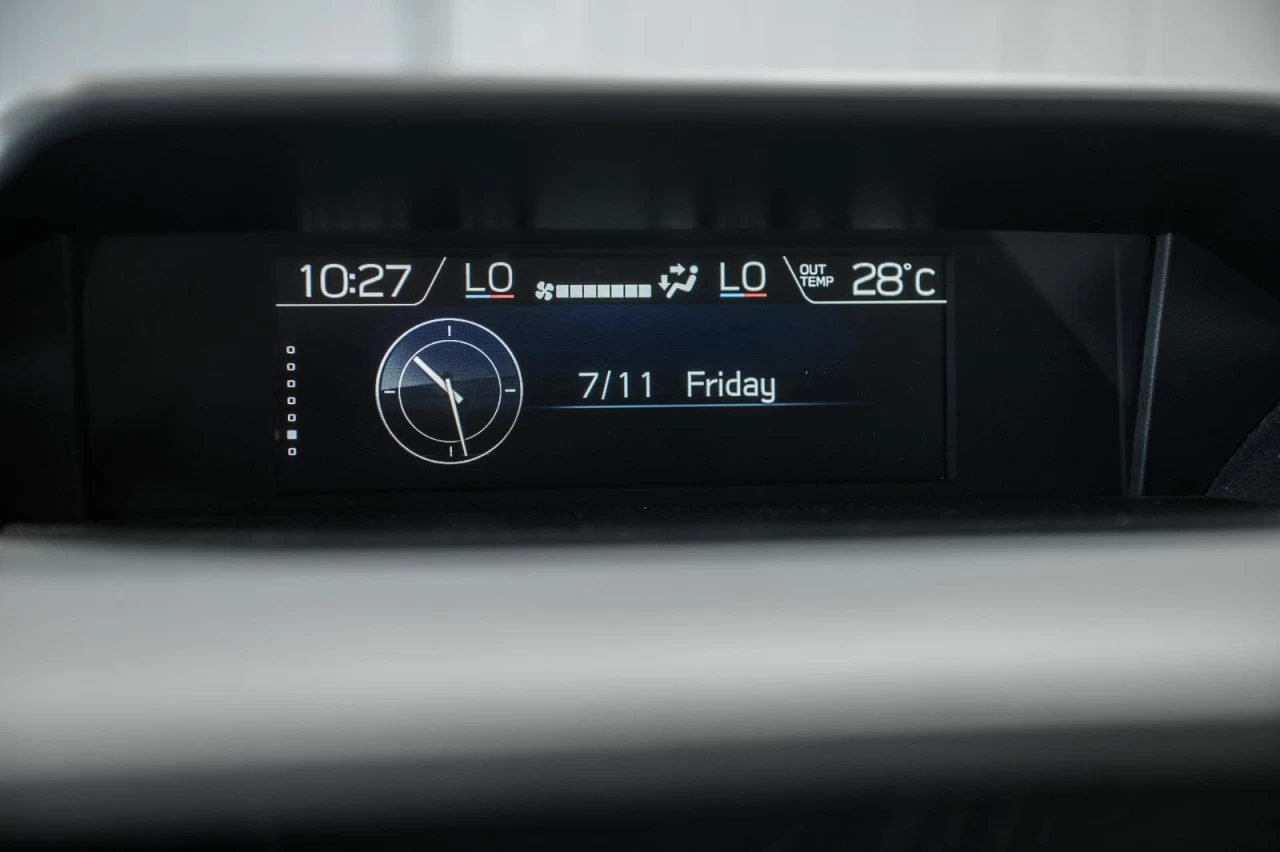 10:27 LO LO OUT TEMP 28°C
7/11 Friday